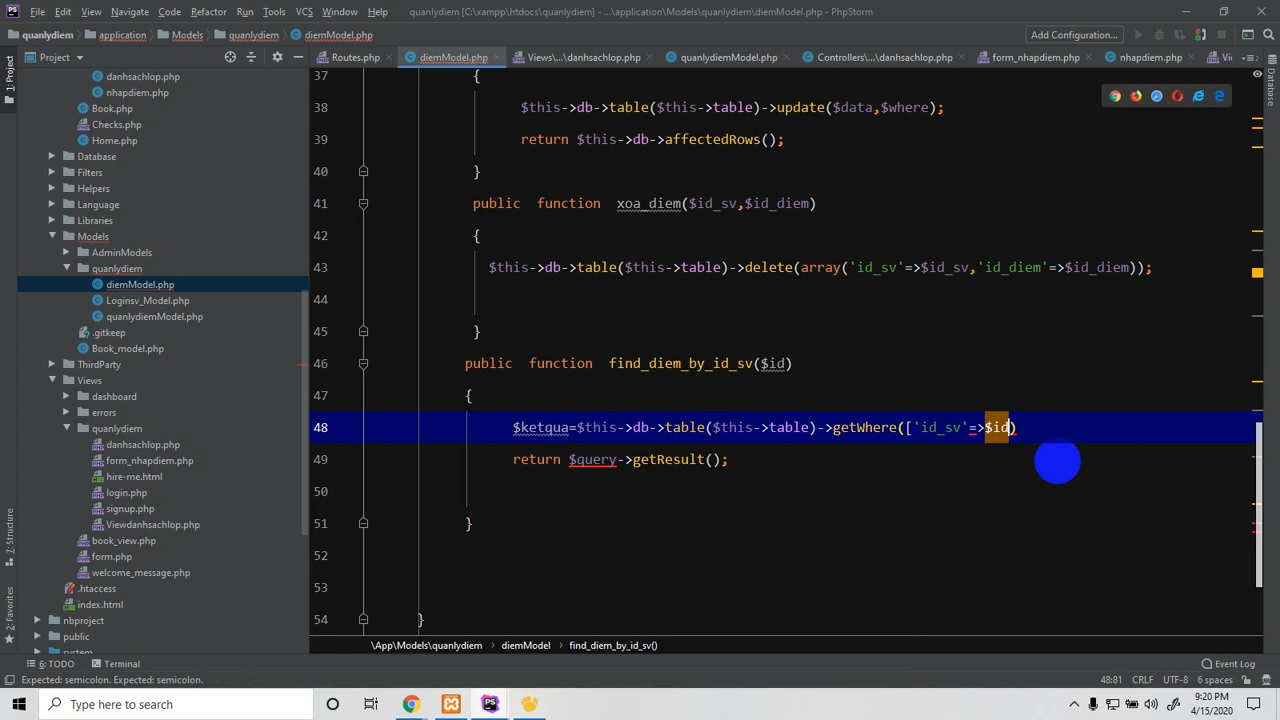 File Edit View Navigate Code Refactor Run Tools VCS Window Help quanlydiem [C:\xampp\htdocs\quanlydiem] - ...\application\Models\quanlydiem\diemModel.php - PhpStorm
quanlydiem application Models quanlydiem diemModel.php Add Configuration...
Project Routes.php diemModel.php Views\...\danhsachlop.php quanlydiemModel.php Controllers\...\danhsachlop.php form_nhapdiem.php nhapdiem.php Vi
1: Project
Database
danhsachlop.php
nhapdiem.php
Book.php
Checks.php
Home.php
Database
Filters
Helpers
Language
Libraries
Models
AdminModels
quanlydiem
diemModel.php
Loginsv_Model.php
quanlydiemModel.php
.gitkeep
Book_model.php
ThirdParty
Views
dashboard
errors
quanlydiem
danhsachlop.php
form_nhapdiem.php
hire-me.html
login.php
signup.php
Viewdanhsachlop.php
book_view.php
form.php
welcome_message.php
.htaccess
index.html
nbproject
public
system
7: Structure
2: Favorites
37 {
38 $this->db->table($this->table)->update($data,$where);
39 return $this->db->affectedRows();
40 }
41 public function xoa_diem($id_sv,$id_diem)
42 {
43 $this->db->table($this->table)->delete(array('id_sv'=>$id_sv,'id_diem'=>$id_diem));
44
45 }
46 public function find_diem_by_id_sv($id)
47 {
48 $ketqua=$this->db->table($this->table)->getWhere(['id_sv'=>$id)
49 return $query->getResult();
50
51 }
52
53
54 }
\App\Models\quanlydiem diemModel find_diem_by_id_sv()
6: TODO Terminal Event Log
Expected: semicolon. Expected: semicolon. 48:81 CRLF UTF-8 6 spaces
Type here to search
9:20 PM
4/15/2020